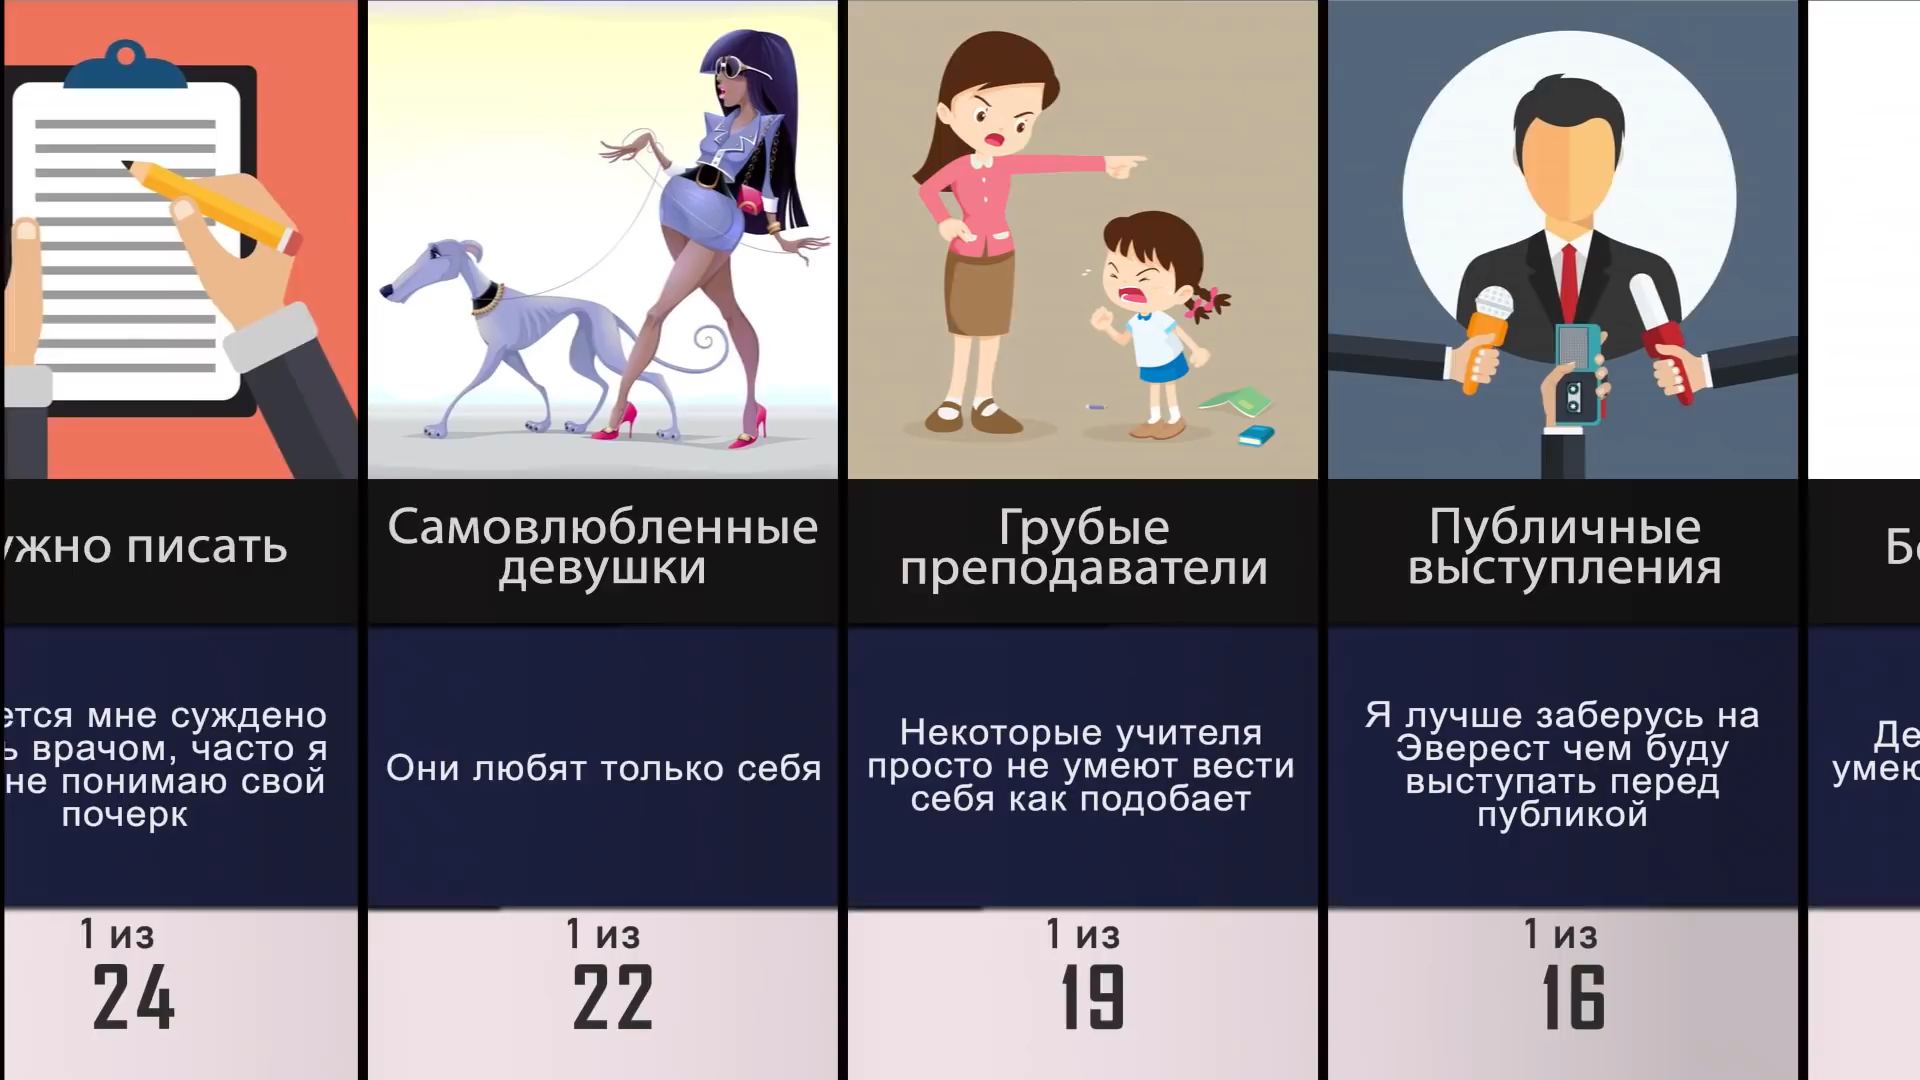 ужно писать
ется мне суждено
ь врачом, часто я
не понимаю свой
почерк
1 из
24
Самовлюбленные
девушки
Они любят только себя
1 из
22
Грубые
преподаватели
Некоторые учителя
просто не умеют вести
себя как подобает
1 из
19
Публичные
выступления
Я лучше заберусь на
Эверест чем буду
выступать перед
публикой
1 из
16
Де
умею